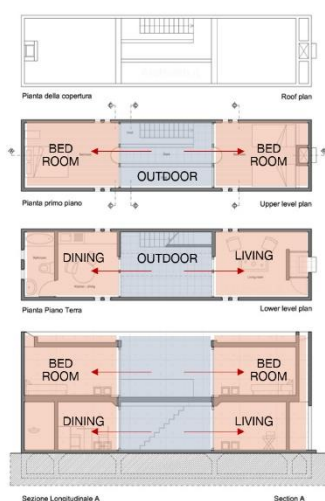 Pianta della copertura
Roof plan
BED
ROOM
BED
ROOM
OUTDOOR
Pianta primo piano
Upper level plan
DINING
OUTDOOR
LIVING
Pianta Piano Terra
Lower level plan
BED
ROOM
BED
ROOM
DINING
LIVING
Sezione Longitudinale A
Section A